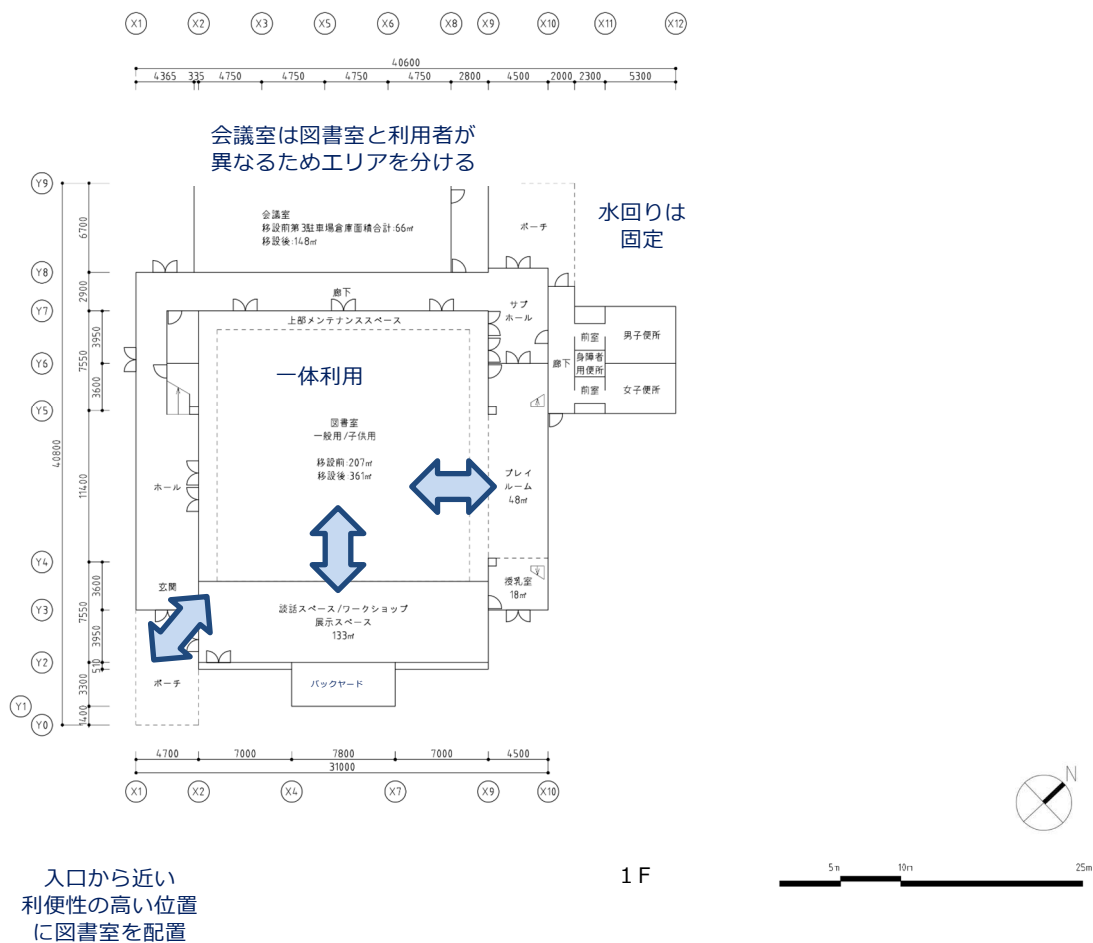 X1 X2 X3 X5 X6 X8 X9 X10 X11 X12
40600
4365 335 4750 4750 4750 4750 2800 4500 2000 2300 5300
会議室は図書室と利用者が
異なるためエリアを分ける
Y9
水回りは
固定
会議室
移設前第3駐車場倉庫面積合計:66㎡
移設後:148㎡
ポーチ
6700
Y8
2900
廊下
サブ
ホール
Y7
上部メンテナンススペース
3950
7550
前室
男子便所
Y6
身障者
用便所
廊下
一体利用
3600
前室
女子便所
Y5
40800
図書室
一般用/子供用
移設前:207㎡
移設後:361㎡
11400
ホール
プレイ
ルーム
48㎡
Y4
3600
玄関
授乳室
18㎡
Y3
談話スペース/ワークショップ
展示スペース
133㎡
7550
3950
Y2
510
ポーチ
バックヤード
3300
Y1
1400
Y0
4700 7000 7800 7000 4500
31000
X1 X2 X4 X7 X9 X10
N
入口から近い
利便性の高い位置
に図書室を配置
1F
5m 10m 25m